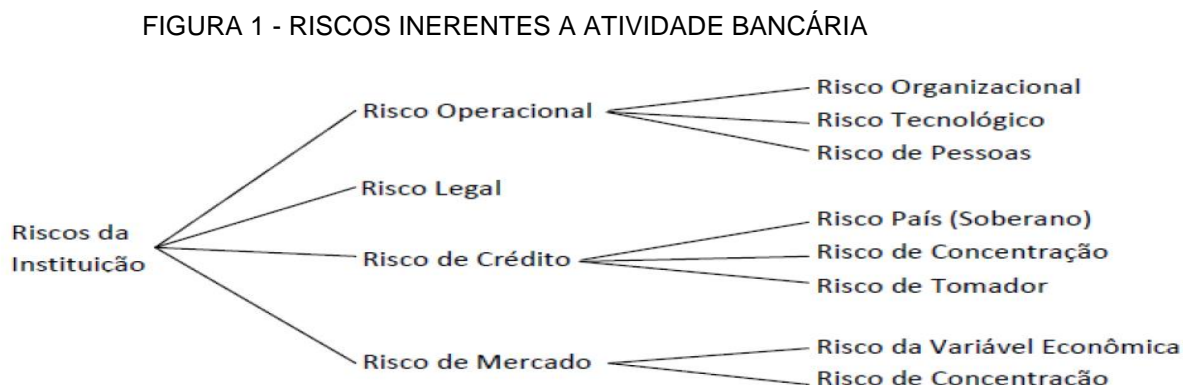 FIGURA 1 - RISCOS INERENTES A ATIVIDADE BANCÁRIA
Riscos da
Instituição
Risco Operacional
Risco Organizacional
Risco Tecnológico
Risco de Pessoas
Risco Legal
Risco de Crédito
Risco País (Soberano)
Risco de Concentração
Risco de Tomador
Risco de Mercado
Risco da Variável Econômica
Risco de Concentração